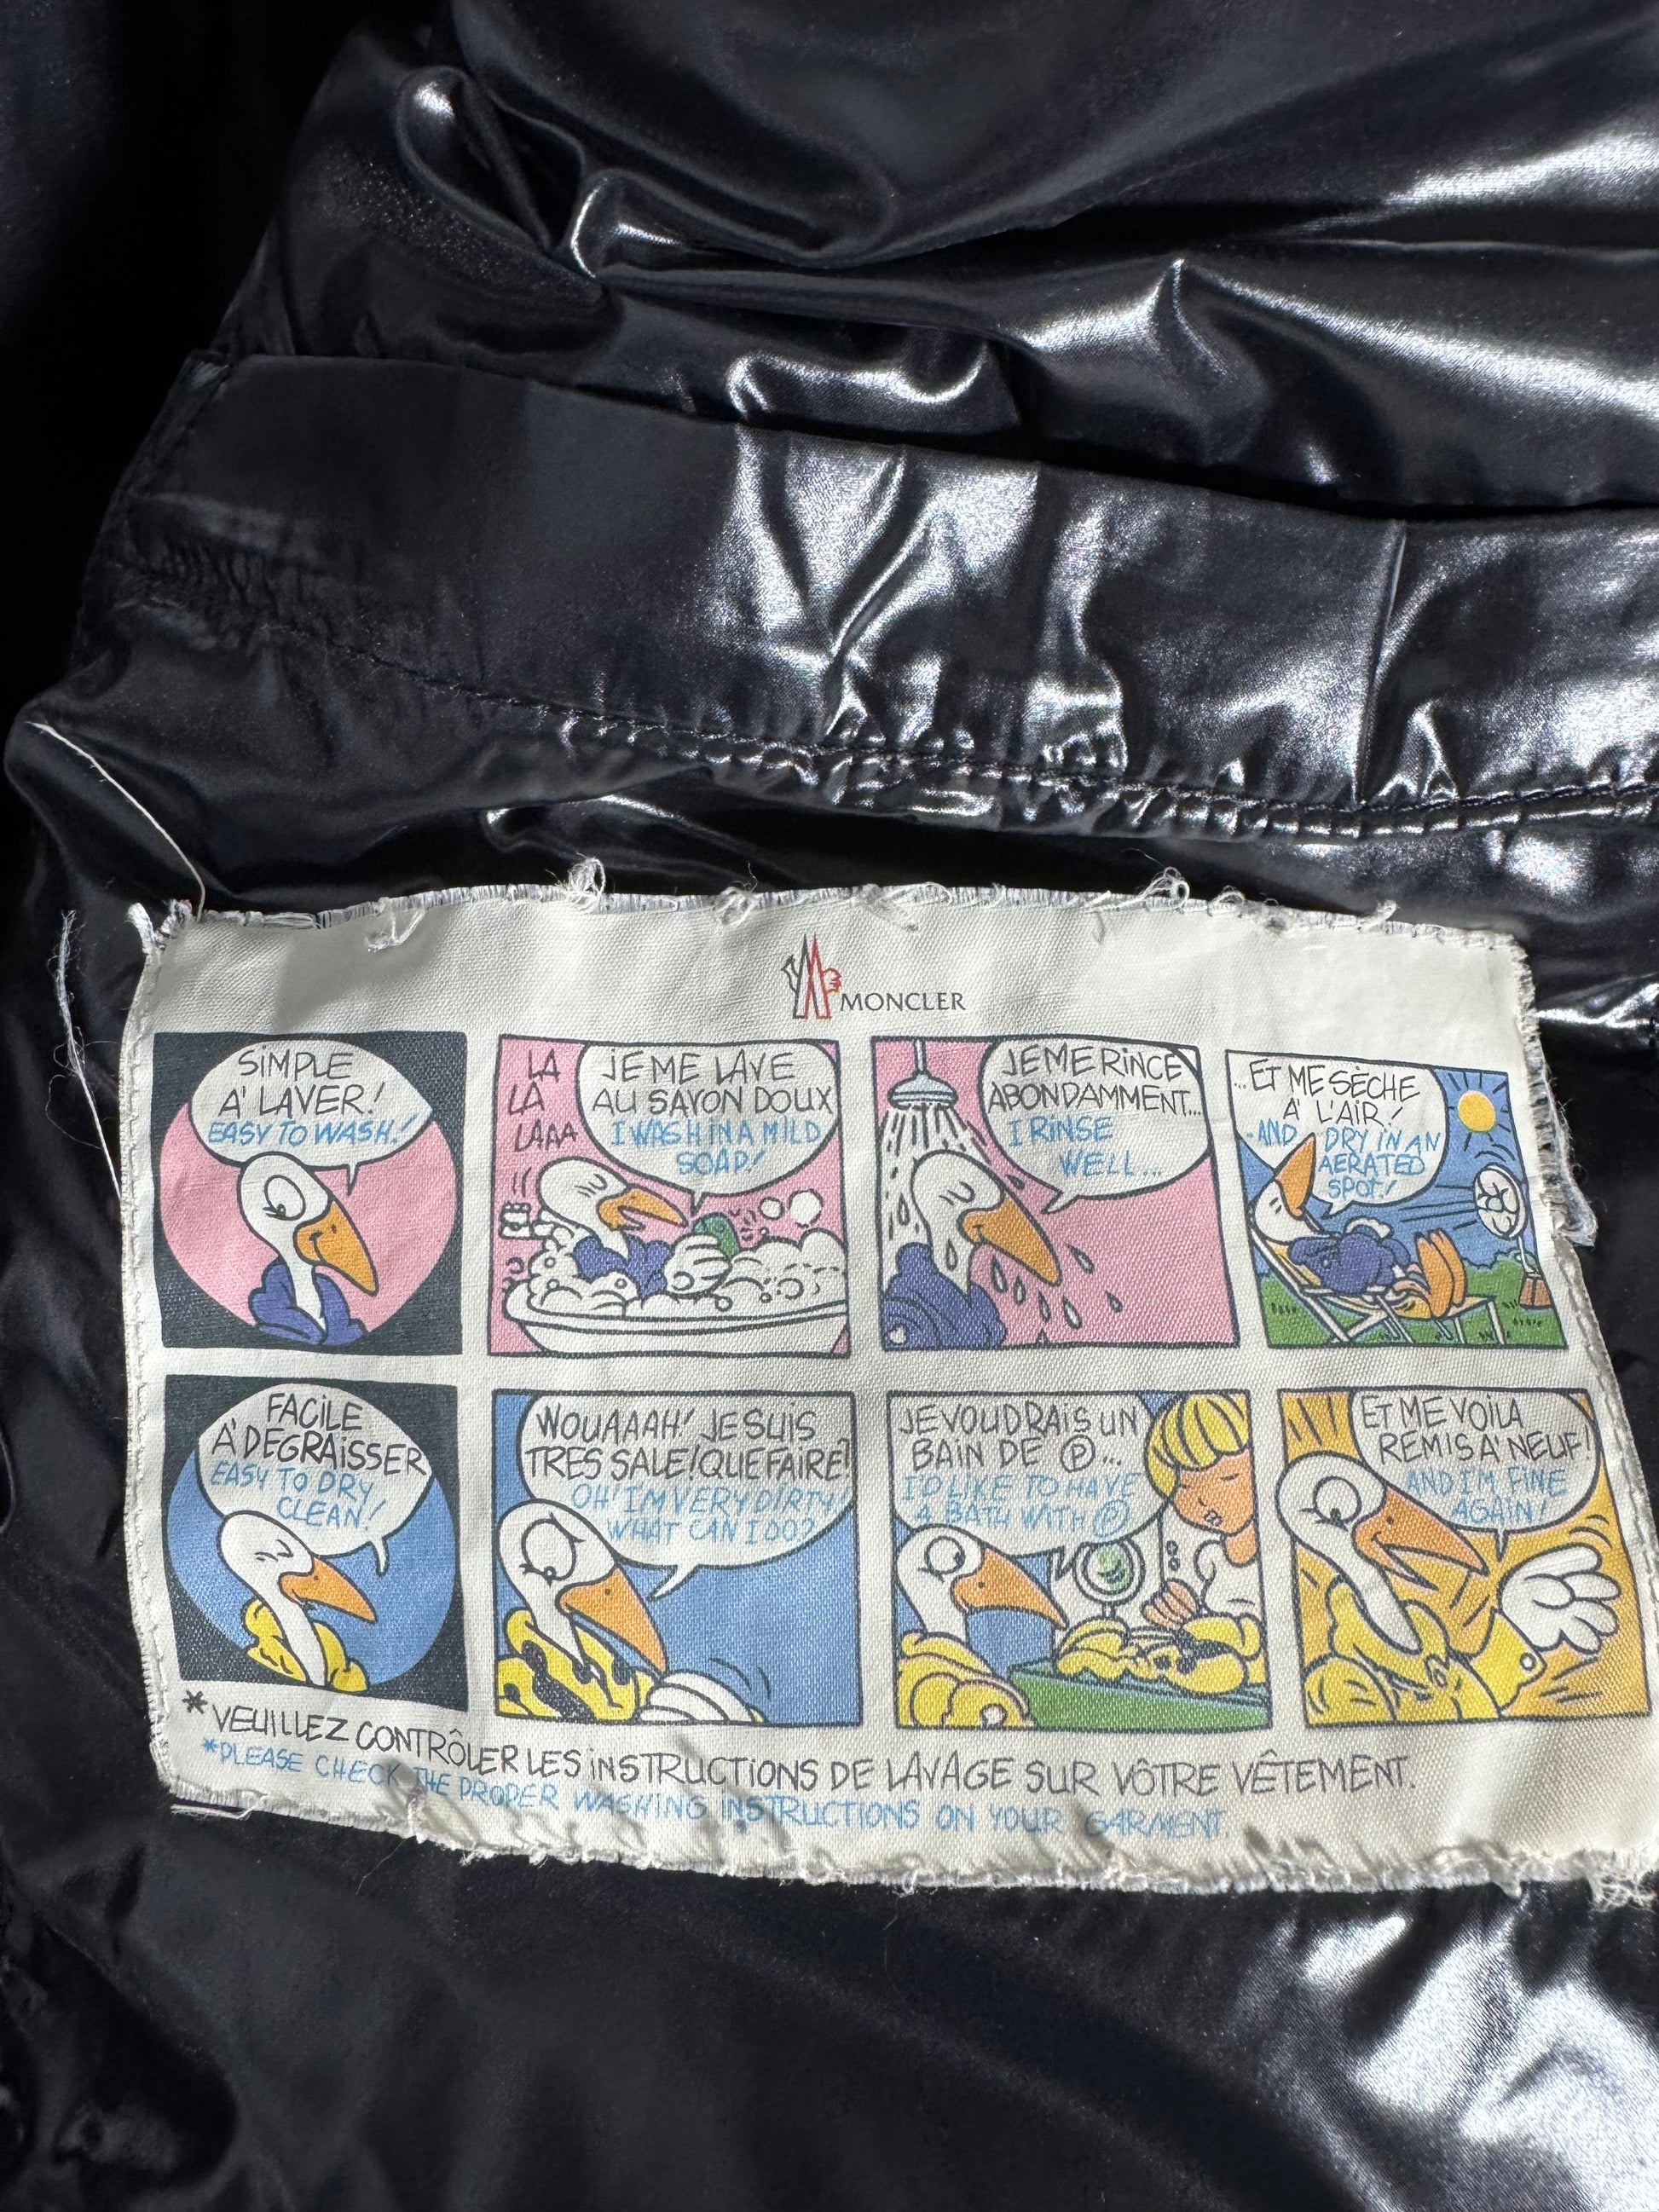 MONCLER
SIMPLE
A' LAVER!
EASY TO WASH!
LA
LA
LAAA
JE ME LAVE
AU SAVON DOUX
I WASH IN A MILD
SOAP!
JE ME RINCE
ABONDAMMENT...
I RINSE
WELL...
...ET ME SÈCHE
A' L'AIR!
-AND DRY IN AN
AERATED
SPOT!
FACILE
A' DEGRAISSER
EASY TO DRY
CLEAN!
WOUAAAH! JE SUIS
TRES SALE! QUE FAIRE?
OH! I'M VERY DIRTY!
WHAT CAN I DO?
JE VOUDRAIS UN
BAIN DE Ⓟ...
I'D LIKE TO HAVE
A BATH WITH Ⓟ
ET ME VOILA
REMIS A' NEUF!
AND I'M FINE
AGAIN!
*VEUILLEZ CONTRÔLER LES INSTRUCTIONS DE LAVAGE SUR VÔTRE VÊTEMENT.
*PLEASE CHECK THE PROPER WASHING INSTRUCTIONS ON YOUR GARMENT.